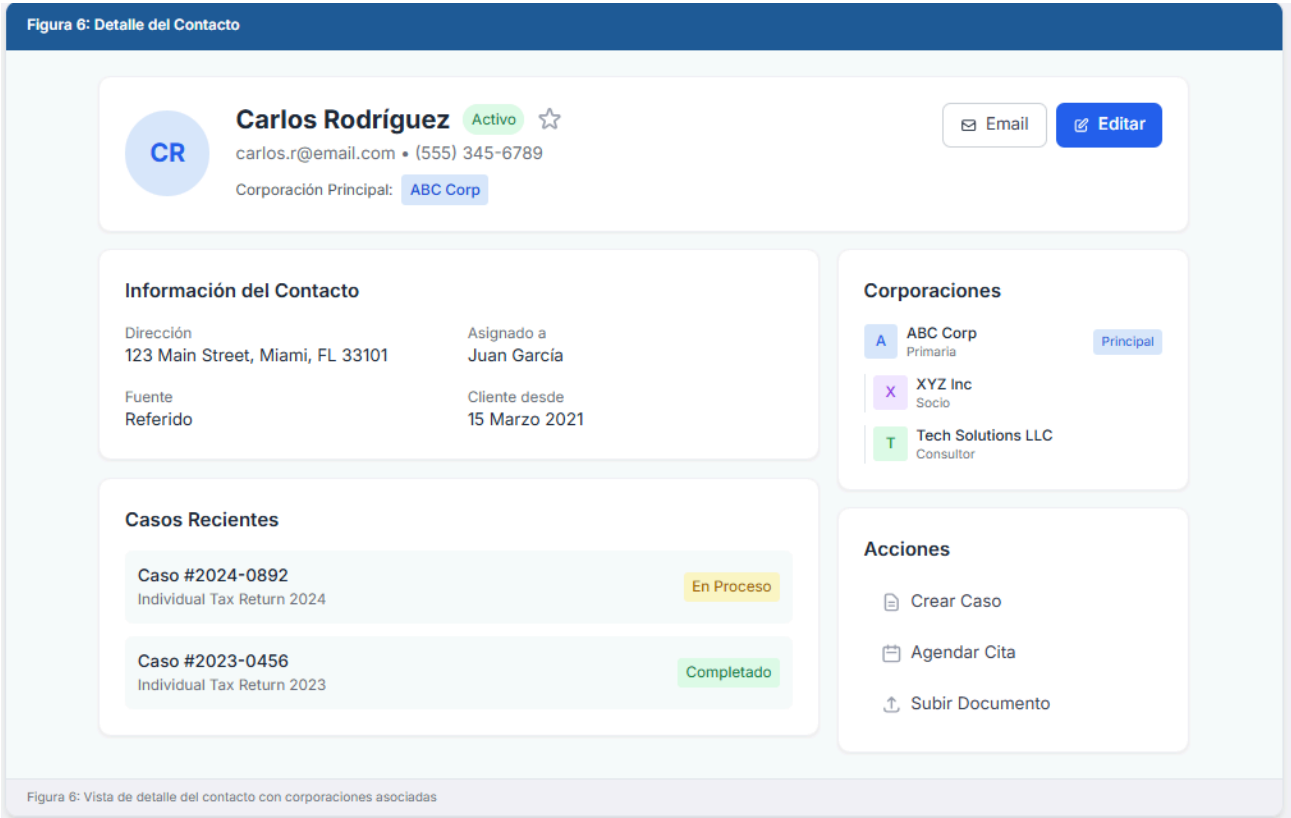 Figura 6: Detalle del Contacto
CR
Carlos Rodríguez Activo
carlos.r@email.com • (555) 345-6789
Corporación Principal: ABC Corp
Email
Editar
Información del Contacto
Dirección
123 Main Street, Miami, FL 33101
Asignado a
Juan García
Fuente
Referido
Cliente desde
15 Marzo 2021
Casos Recientes
Caso #2024-0892
Individual Tax Return 2024
En Proceso
Caso #2023-0456
Individual Tax Return 2023
Completado
Corporaciones
A
ABC Corp
Primaria
Principal
X
XYZ Inc
Socio
T
Tech Solutions LLC
Consultor
Acciones
Crear Caso
Agendar Cita
Subir Documento
Figura 6: Vista de detalle del contacto con corporaciones asociadas